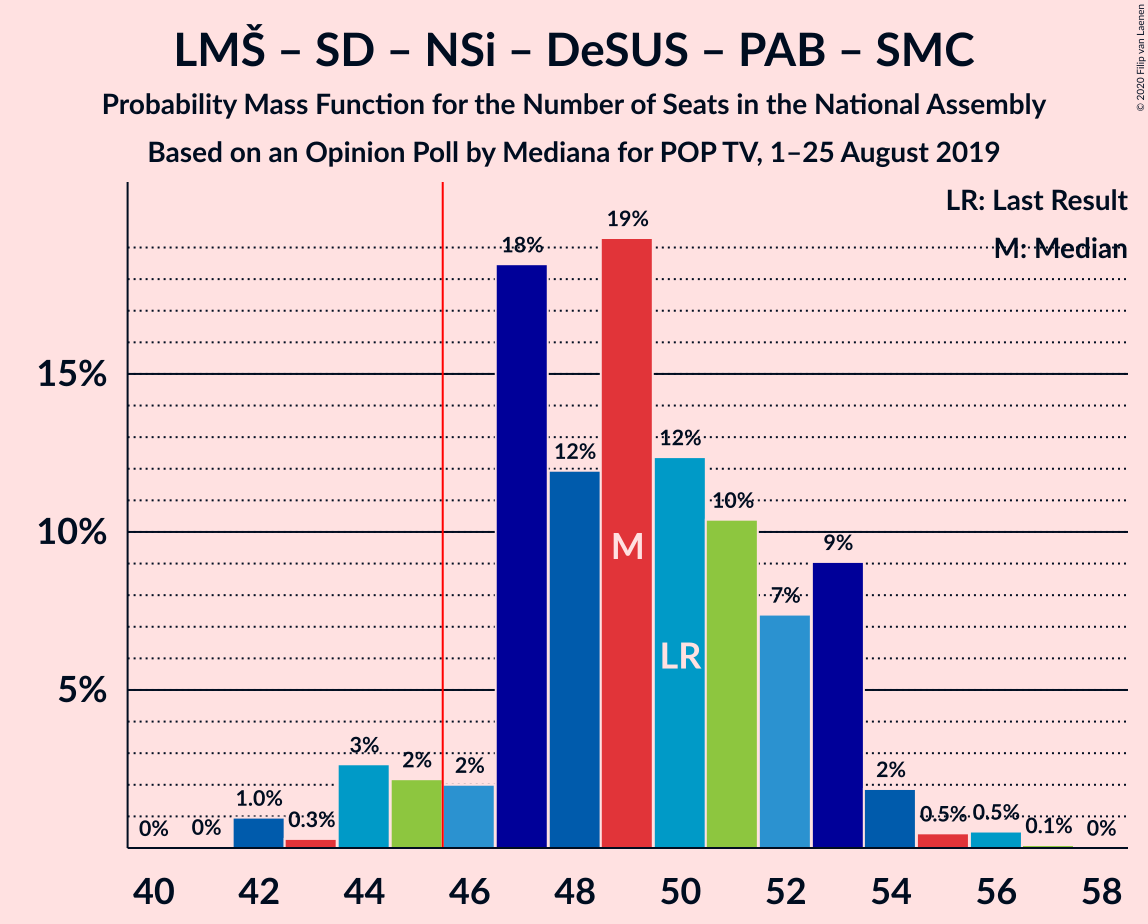 LMŠ – SD – NSi – DeSUS – PAB – SMC
Probability Mass Function for the Number of Seats in the National Assembly
Based on an Opinion Poll by Mediana for POP TV, 1–25 August 2019
© 2020 Filip van Laenen
LR: Last Result
M: Median
15%
10%
5%
0%
0%
1.0%
0.3%
3%
2%
2%
18%
12%
19%
12%
10%
7%
9%
2%
0.5%
0.5%
0.1%
0%
M
LR
40 42 44 46 48 50 52 54 56 58